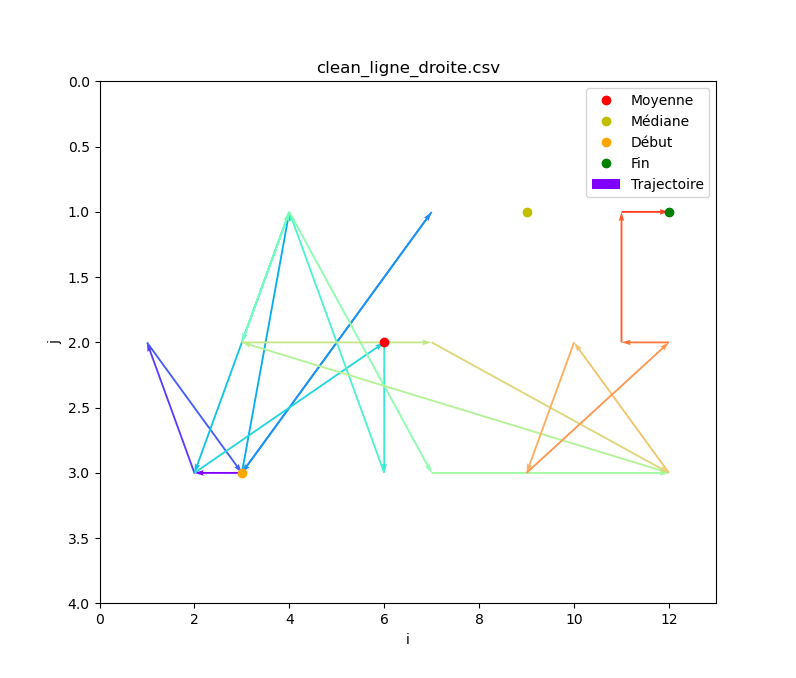 clean_ligne_droite.csv
Moyenne
Médiane
Début
Fin
Trajectoire
0.0
0.5
1.0
1.5
2.0
2.5
3.0
3.5
4.0
j
0 2 4 6 8 10 12
i